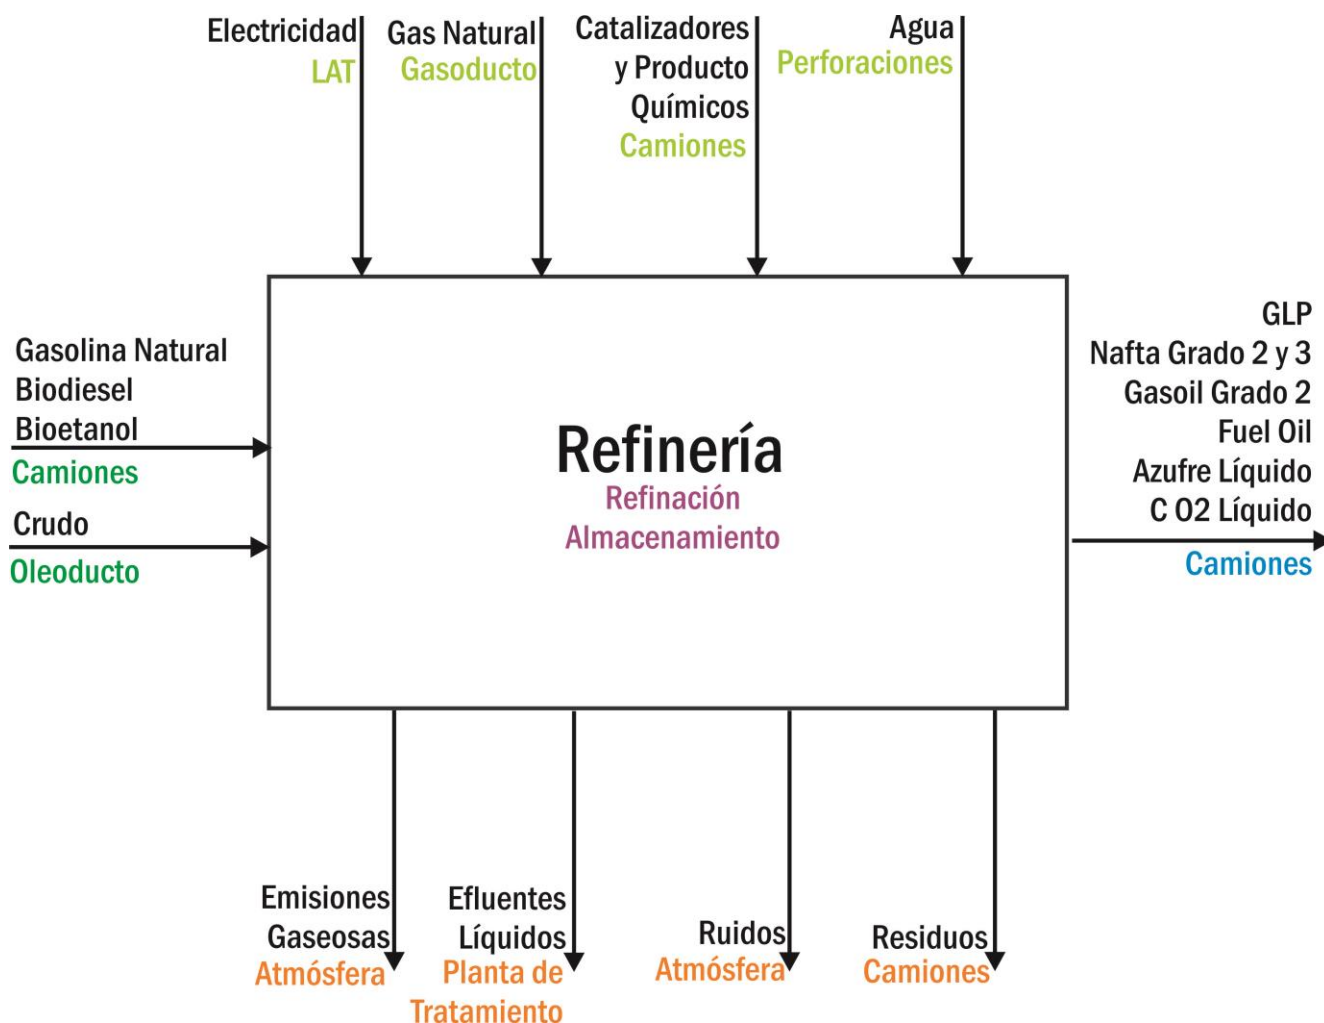 Electricidad
LAT
Gas Natural
Gasoducto
Catalizadores
y Producto
Químicos
Camiones
Agua
Perforaciones
Gasolina Natural
Biodiesel
Bioetanol
Camiones
Crudo
Oleoducto
Refinería
Refinación
Almacenamiento
GLP
Nafta Grado 2 y 3
Gasoil Grado 2
Fuel Oil
Azufre Líquido
C O2 Líquido
Camiones
Emisiones
Gaseosas
Atmósfera
Efluentes
Líquidos
Planta de
Tratamiento
Ruidos
Atmósfera
Residuos
Camiones